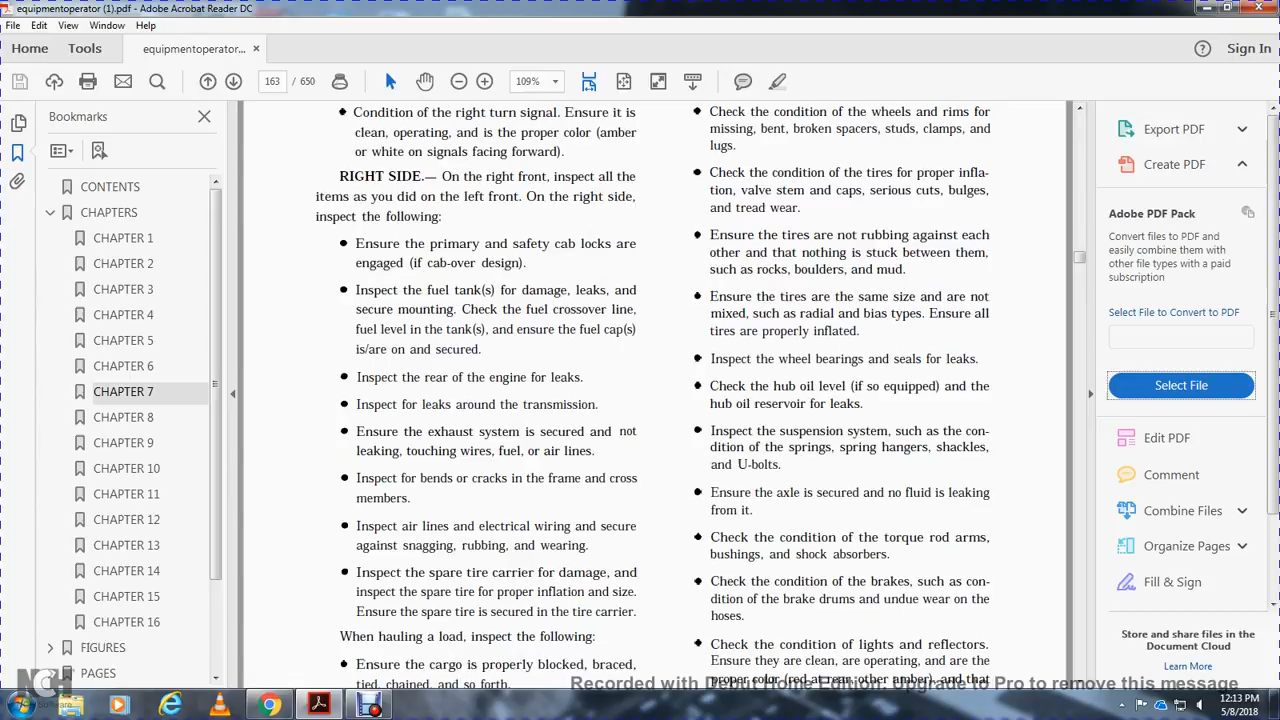 equipmentoperator (1).pdf - Adobe Acrobat Reader DC
File Edit View Window Help
Home Tools equipmentoperator... × Sign In
163 / 650 109%
Bookmarks
CONTENTS
CHAPTERS
CHAPTER 1
CHAPTER 2
CHAPTER 3
CHAPTER 4
CHAPTER 5
CHAPTER 6
CHAPTER 7
CHAPTER 8
CHAPTER 9
CHAPTER 10
CHAPTER 11
CHAPTER 12
CHAPTER 13
CHAPTER 14
CHAPTER 15
CHAPTER 16
FIGURES
PAGES
Condition of the right turn signal. Ensure it is
clean, operating, and is the proper color (amber
or white on signals facing forward).
RIGHT SIDE.— On the right front, inspect all the
items as you did on the left front. On the right side,
inspect the following:
Ensure the primary and safety cab locks are
engaged (if cab-over design).
Inspect the fuel tank(s) for damage, leaks, and
secure mounting. Check the fuel crossover line,
fuel level in the tank(s), and ensure the fuel cap(s)
is/are on and secured.
Inspect the rear of the engine for leaks.
Inspect for leaks around the transmission.
Ensure the exhaust system is secured and not
leaking, touching wires, fuel, or air lines.
Inspect for bends or cracks in the frame and cross
members.
Inspect air lines and electrical wiring and secure
against snagging, rubbing, and wearing.
Inspect the spare tire carrier for damage, and
inspect the spare tire for proper inflation and size.
Ensure the spare tire is secured in the tire carrier.
When hauling a load, inspect the following:
Ensure the cargo is properly blocked, braced,
tied, chained, and so forth.
Check the condition of the wheels and rims for
missing, bent, broken spacers, studs, clamps, and
lugs.
Check the condition of the tires for proper infla-
tion, valve stem and caps, serious cuts, bulges,
and tread wear.
Ensure the tires are not rubbing against each
other and that nothing is stuck between them,
such as rocks, boulders, and mud.
Ensure the tires are the same size and are not
mixed, such as radial and bias types. Ensure all
tires are properly inflated.
Inspect the wheel bearings and seals for leaks.
Check the hub oil level (if so equipped) and the
hub oil reservoir for leaks.
Inspect the suspension system, such as the con-
dition of the springs, spring hangers, shackles,
and U-bolts.
Ensure the axle is secured and no fluid is leaking
from it.
Check the condition of the torque rod arms,
bushings, and shock absorbers.
Check the condition of the brakes, such as con-
dition of the brake drums and undue wear on the
hoses.
Check the condition of lights and reflectors.
Ensure they are clean, are operating, and are the
proper color (red at rear, other amber), and that
Export PDF
Create PDF
Adobe PDF Pack
Convert files to PDF and
easily combine them with
other file types with a paid
subscription
Select File to Convert to PDF
Select File
Edit PDF
Comment
Combine Files
Organize Pages
Fill & Sign
Store and share files in the
Document Cloud
Learn More
Recorded with Debut Home Edition. Upgrade to Pro to remove this message
NCH Software
12:13 PM
5/8/2018